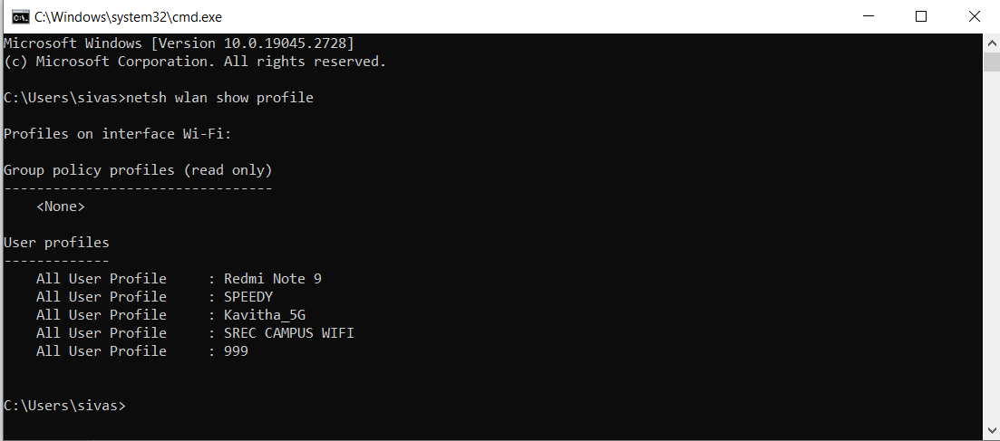 C:\Windows\system32\cmd.exe
Microsoft Windows [Version 10.0.19045.2728]
(c) Microsoft Corporation. All rights reserved.
C:\Users\sivas>netsh wlan show profile
Profiles on interface Wi-Fi:
Group policy profiles (read only)
---------------------------------
    <None>
User profiles
-------------
    All User Profile     : Redmi Note 9
    All User Profile     : SPEEDY
    All User Profile     : Kavitha_5G
    All User Profile     : SREC CAMPUS WIFI
    All User Profile     : 999
C:\Users\sivas>